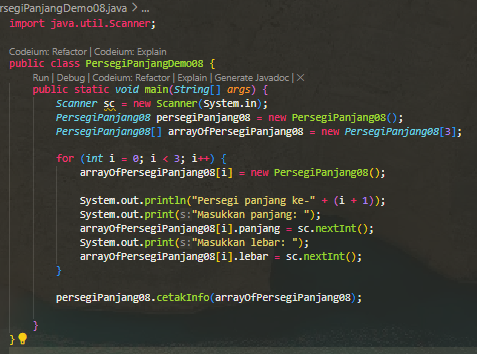 ersegiPanjangDemo08.java > ...
import java.util.Scanner;
Codeium: Refactor | Codeium: Explain
public class PersegiPanjangDemo08 {
Run | Debug | Codeium: Refactor | Explain | Generate Javadoc | ×
public static void main(String[] args) {
Scanner sc = new Scanner(System.in);
PersegiPanjang08 persegiPanjang08 = new PersegiPanjang08();
PersegiPanjang08[] arrayOfPersegiPanjang08 = new PersegiPanjang08[3];
for (int i = 0; i < 3; i++) {
arrayOfPersegiPanjang08[i] = new PersegiPanjang08();
System.out.println("Persegi panjang ke-" + (i + 1));
System.out.print(s:"Masukkan panjang: ");
arrayOfPersegiPanjang08[i].panjang = sc.nextInt();
System.out.print(s:"Masukkan lebar: ");
arrayOfPersegiPanjang08[i].lebar = sc.nextInt();
}
persegiPanjang08.cetakInfo(arrayOfPersegiPanjang08);
}
}